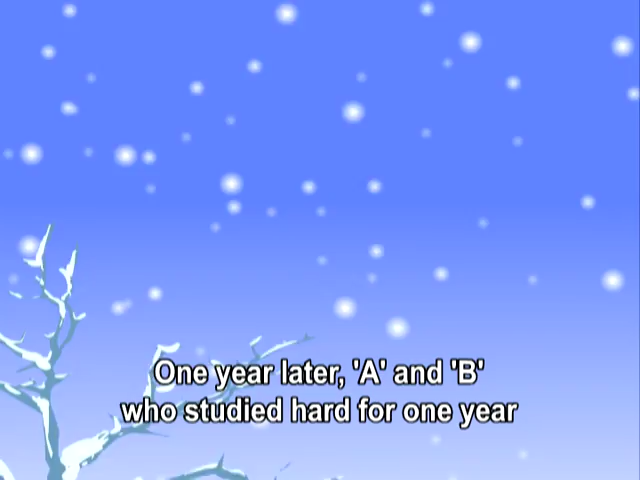 One year later, 'A' and 'B'
who studied hard for one year